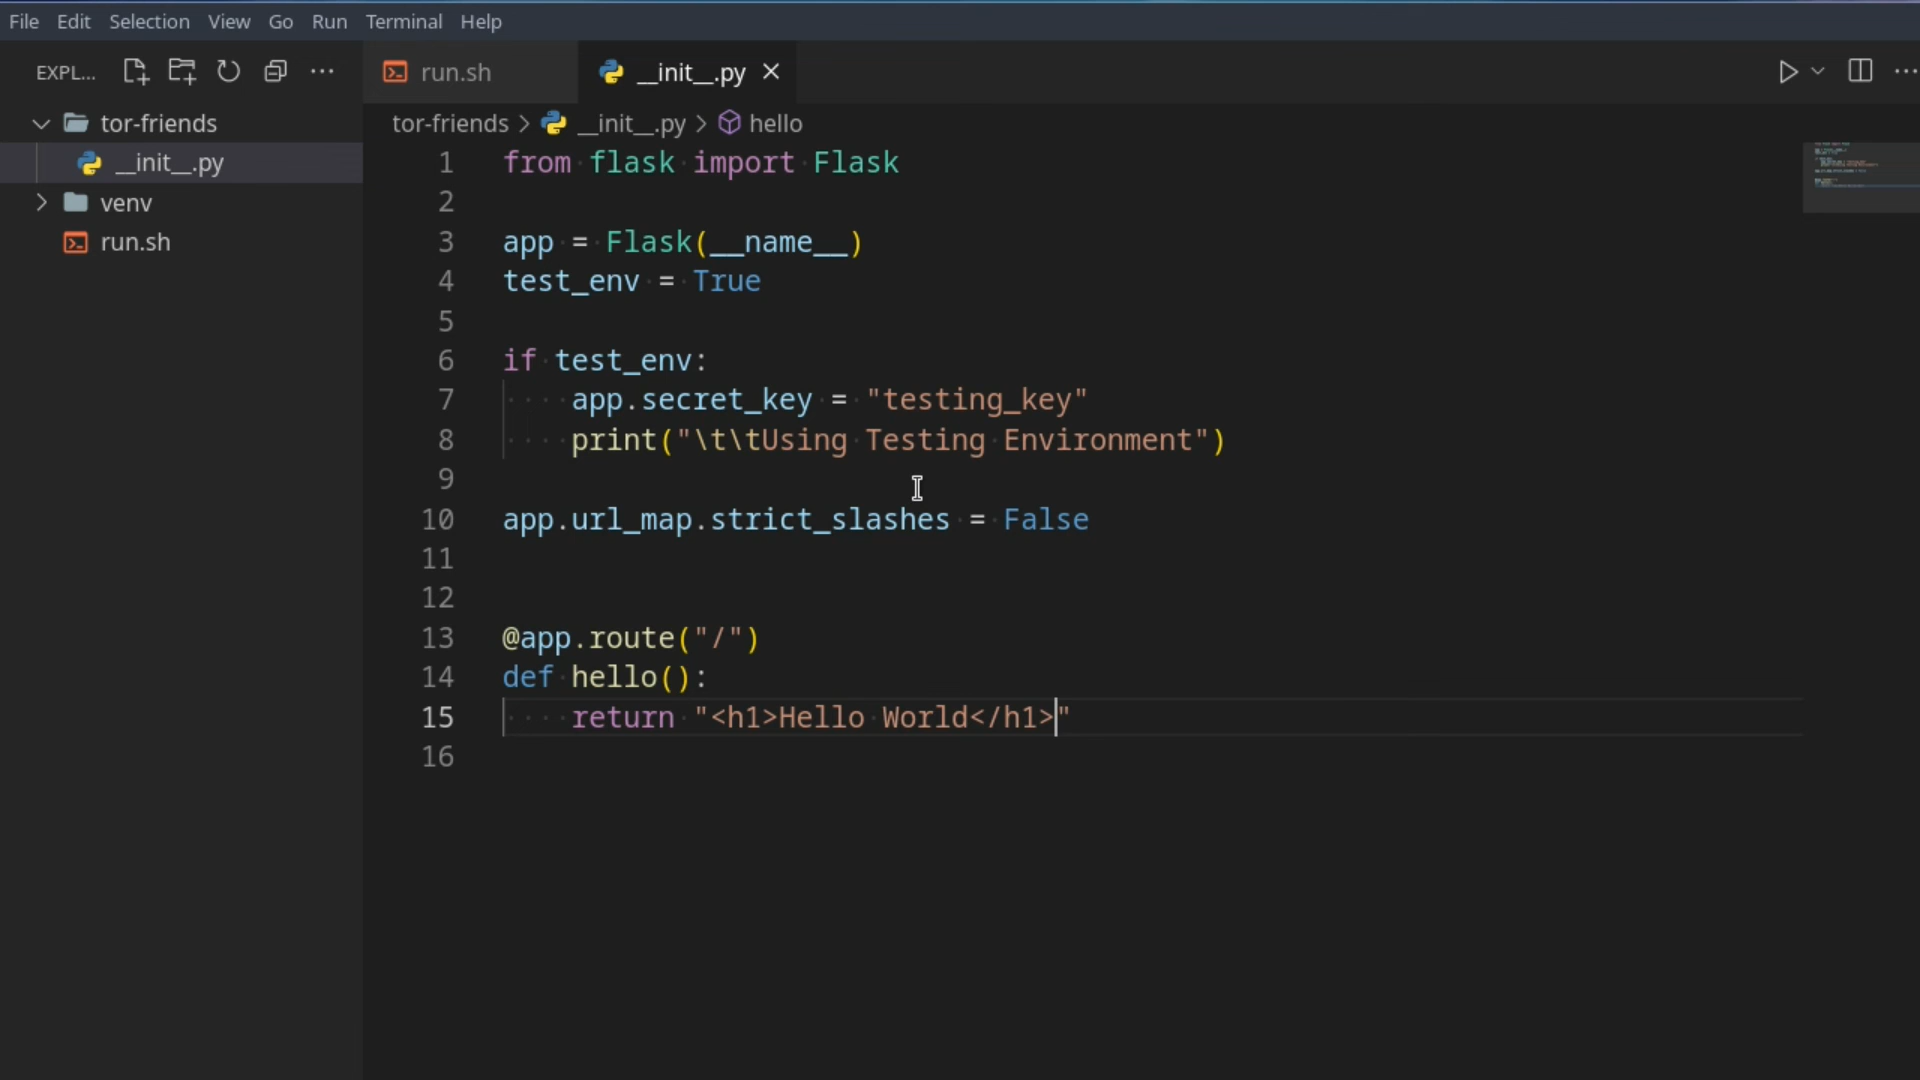 File Edit Selection View Go Run Terminal Help
EXPL...
run.sh
__init__.py
tor-friends
__init__.py
venv
run.sh
tor-friends > __init__.py > hello
1 from flask import Flask
2
3 app = Flask(__name__)
4 test_env = True
5
6 if test_env:
7     app.secret_key = "testing_key"
8     print("\t\tUsing Testing Environment")
9
10 app.url_map.strict_slashes = False
11
12
13 @app.route("/")
14 def hello():
15     return "<h1>Hello World</h1>"
16